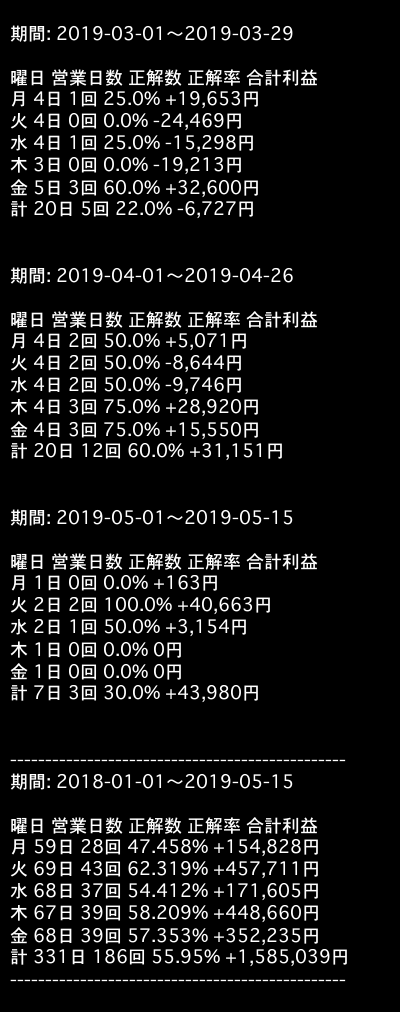 期間: 2019-03-01〜2019-03-29
曜日 営業日数 正解数 正解率 合計利益
月 4日 1回 25.0% +19,653円
火 4日 0回 0.0% -24,469円
水 4日 1回 25.0% -15,298円
木 3日 0回 0.0% -19,213円
金 5日 3回 60.0% +32,600円
計 20日 5回 22.0% -6,727円
期間: 2019-04-01〜2019-04-26
曜日 営業日数 正解数 正解率 合計利益
月 4日 2回 50.0% +5,071円
火 4日 2回 50.0% -8,644円
水 4日 2回 50.0% -9,746円
木 4日 3回 75.0% +28,920円
金 4日 3回 75.0% +15,550円
計 20日 12回 60.0% +31,151円
期間: 2019-05-01〜2019-05-15
曜日 営業日数 正解数 正解率 合計利益
月 1日 0回 0.0% +163円
火 2日 2回 100.0% +40,663円
水 2日 1回 50.0% +3,154円
木 1日 0回 0.0% 0円
金 1日 0回 0.0% 0円
計 7日 3回 30.0% +43,980円
------------------------------------------------
期間: 2018-01-01〜2019-05-15
曜日 営業日数 正解数 正解率 合計利益
月 59日 28回 47.458% +154,828円
火 69日 43回 62.319% +457,711円
水 68日 37回 54.412% +171,605円
木 67日 39回 58.209% +448,660円
金 68日 39回 57.353% +352,235円
計 331日 186回 55.95% +1,585,039円
------------------------------------------------